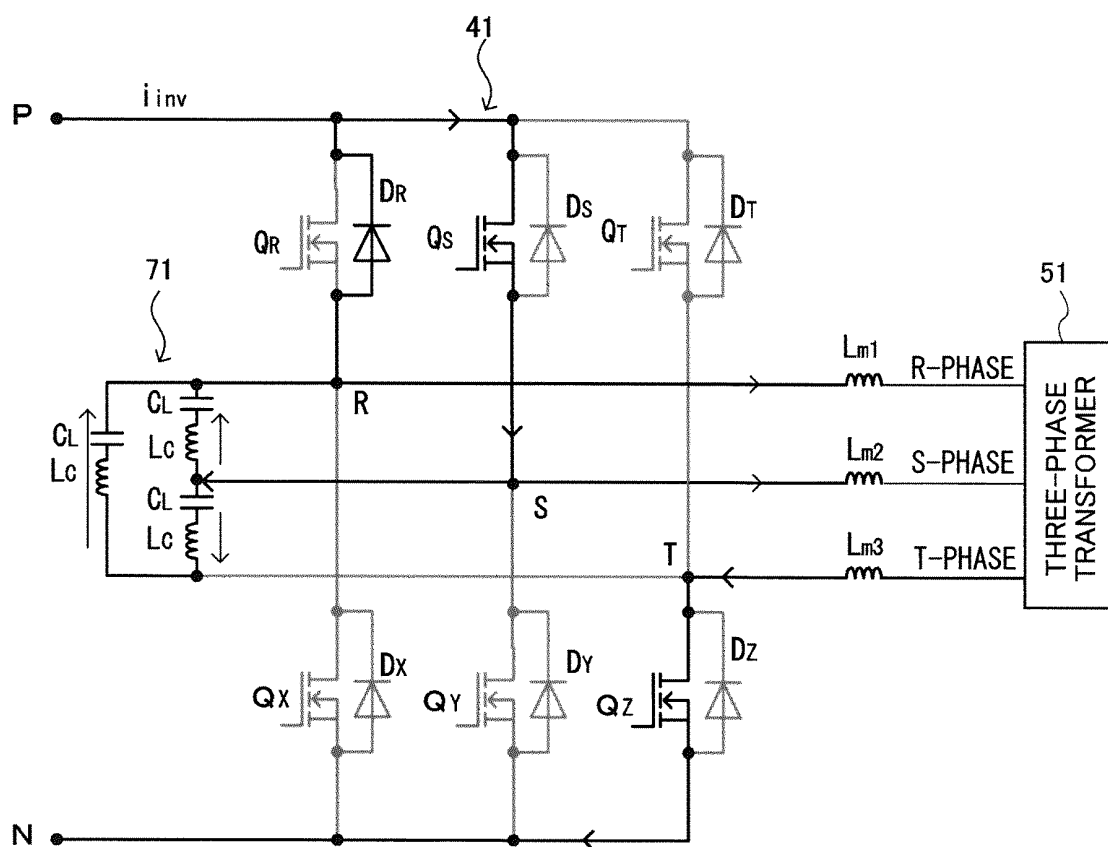 41
P
i inv
DR
DS
DT
QR
QS
QT
71
51
Lm1
R-PHASE
CL
R
CL
LC
LC
Lm2
S-PHASE
CL
S
LC
T
Lm3
T-PHASE
THREE-PHASE
TRANSFORMER
DX
DY
DZ
QX
QY
QZ
N